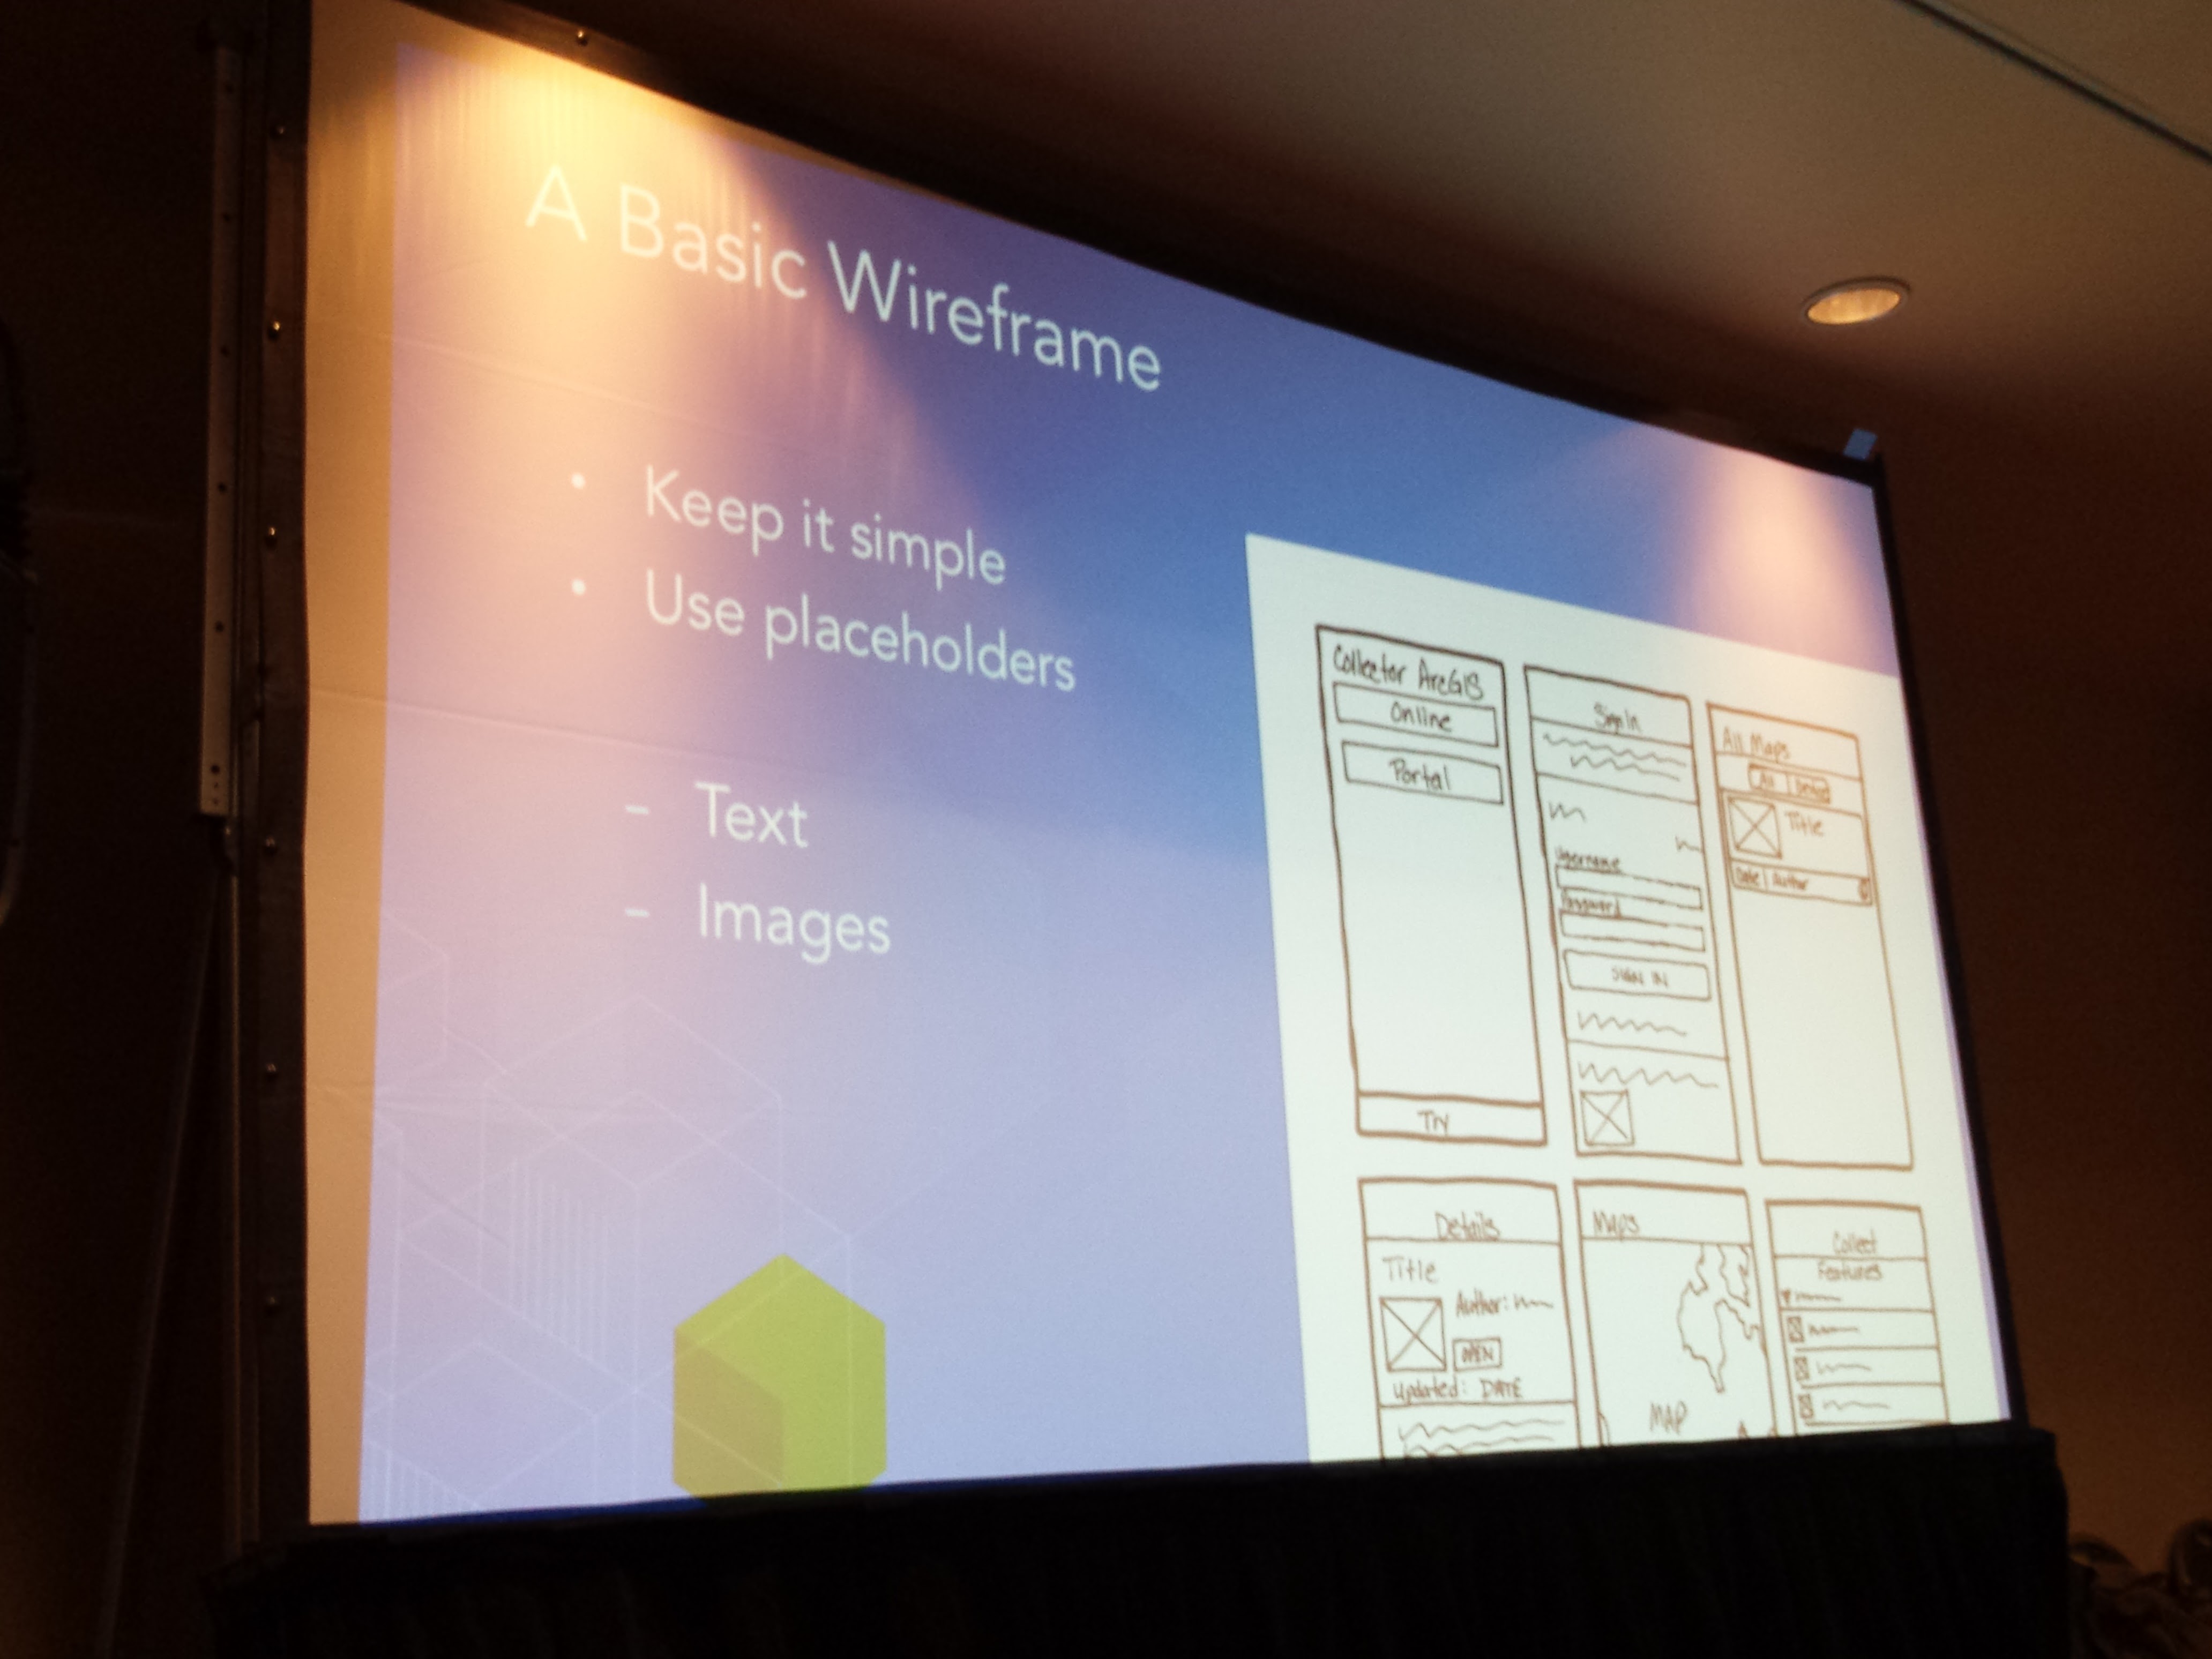 A Basic Wireframe
• Keep it simple
• Use placeholders
– Text
– Images
Collector ArcGIS
Online
Portal
Try
Sign In
Username
Password
SIGN IN
All Maps
All
Title
Date | Author
Details
Title
Author:
OPEN
Updated: DATE
Maps
MAP
Collect
Features